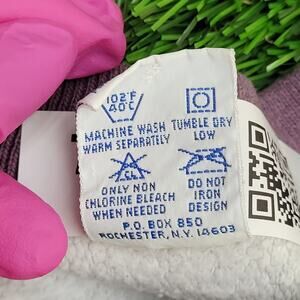 102°F
40°C
MACHINE WASH
WARM SEPARATELY
TUMBLE DRY
LOW
CL
ONLY NON
CHLORINE BLEACH
WHEN NEEDED
DO NOT
IRON
DESIGN
P.O. BOX 850
ROCHESTER, N.Y. 14603